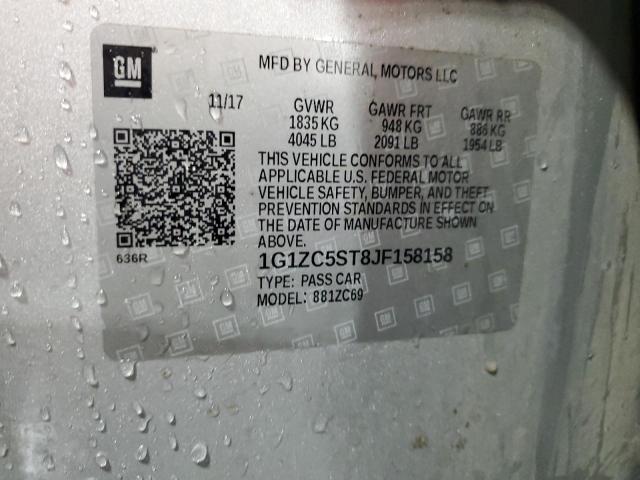 GM
MFD BY GENERAL MOTORS LLC
11/17 GVWR GAWR FRT GAWR RR
1835 KG 948 KG 886 KG
4045 LB 2091 LB 1954 LB
THIS VEHICLE CONFORMS TO ALL
APPLICABLE U.S. FEDERAL MOTOR
VEHICLE SAFETY, BUMPER, AND THEFT
PREVENTION STANDARDS IN EFFECT ON
THE DATE OF MANUFACTURE SHOWN
ABOVE.
636R
1G1ZC5ST8JF158158
TYPE: PASS CAR
MODEL: 881ZC69